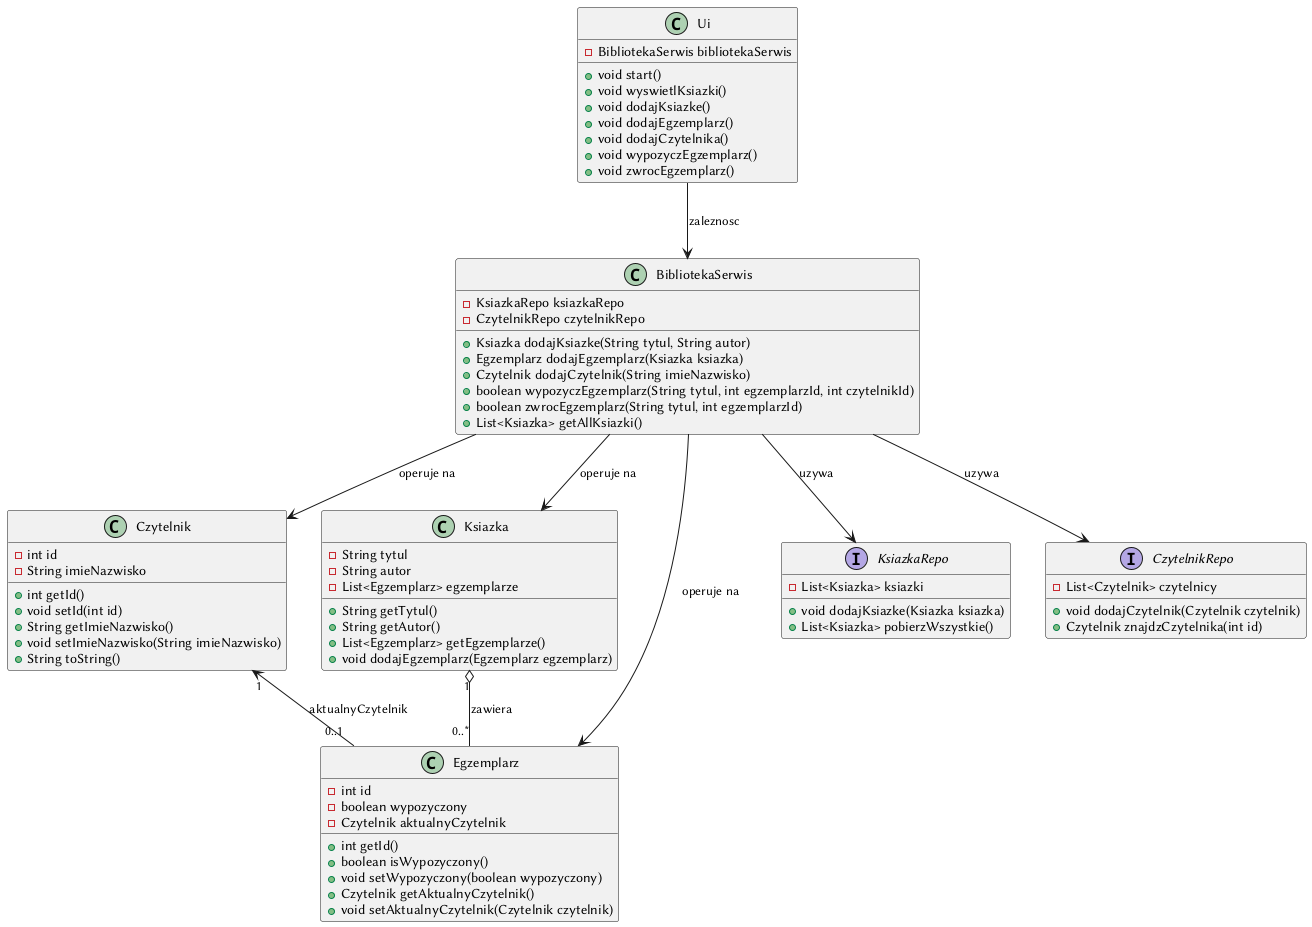 C Ui
BibliotekaSerwis bibliotekaSerwis
void start()
void wyswietlKsiazki()
void dodajKsiazke()
void dodajEgzemplarz()
void dodajCzytelnika()
void wypozyczEgzemplarz()
void zwrocEgzemplarz()
zaleznosc
C BibliotekaSerwis
KsiazkaRepo ksiazkaRepo
CzytelnikRepo czytelnikRepo
Ksiazka dodajKsiazke(String tytul, String autor)
Egzemplarz dodajEgzemplarz(Ksiazka ksiazka)
Czytelnik dodajCzytelnik(String imieNazwisko)
boolean wypozyczEgzemplarz(String tytul, int egzemplarzId, int czytelnikId)
boolean zwrocEgzemplarz(String tytul, int egzemplarzId)
List<Ksiazka> getAllKsiazki()
operuje na
operuje na
uzywa
uzywa
C Czytelnik
int id
String imieNazwisko
int getId()
void setId(int id)
String getImieNazwisko()
void setImieNazwisko(String imieNazwisko)
String toString()
C Ksiazka
String tytul
String autor
List<Egzemplarz> egzemplarze
String getTytul()
String getAutor()
List<Egzemplarz> getEgzemplarze()
void dodajEgzemplarz(Egzemplarz egzemplarz)
operuje na
I KsiazkaRepo
List<Ksiazka> ksiazki
void dodajKsiazke(Ksiazka ksiazka)
List<Ksiazka> pobierzWszystkie()
I CzytelnikRepo
List<Czytelnik> czytelnicy
void dodajCzytelnik(Czytelnik czytelnik)
Czytelnik znajdzCzytelnika(int id)
1
1
aktualnyCzytelnik
zawiera
0..1
0..*
C Egzemplarz
int id
boolean wypozyczony
Czytelnik aktualnyCzytelnik
int getId()
boolean isWypozyczony()
void setWypozyczony(boolean wypozyczony)
Czytelnik getAktualnyCzytelnik()
void setAktualnyCzytelnik(Czytelnik czytelnik)